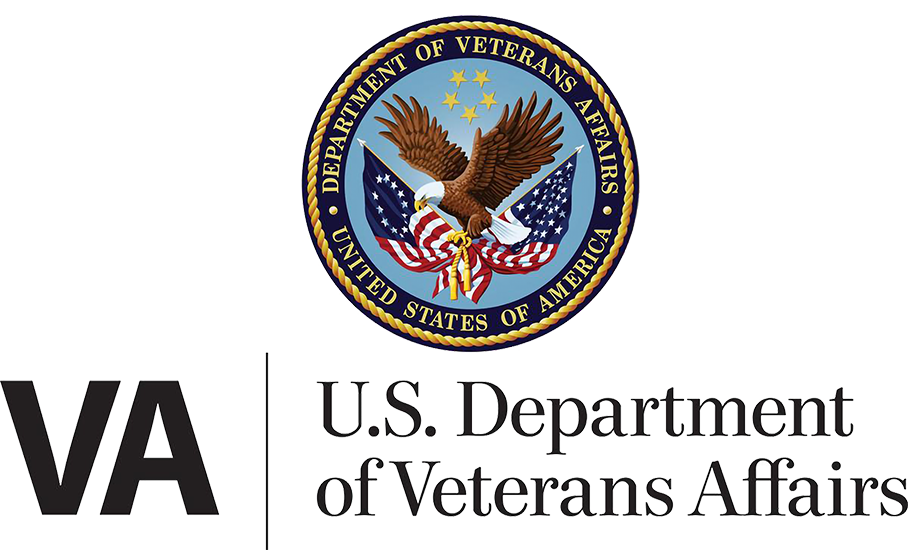 DEPARTMENT OF VETERANS AFFAIRS
UNITED STATES OF AMERICA
VA
U.S. Department
of Veterans Affairs